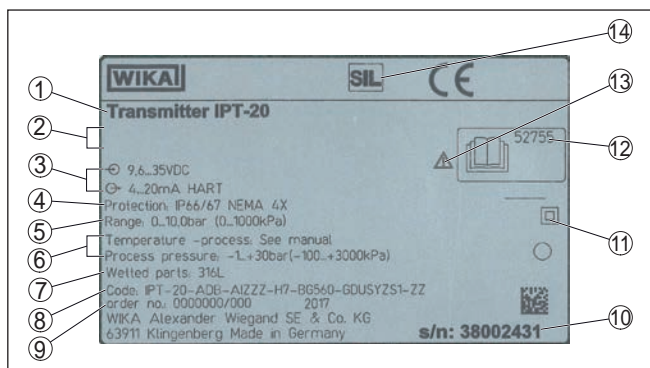 WIKAI
SIL
CE
14
13
1
Transmitter IPT-20
2
52755
12
3
9,6...35VDC
4...20mA HART
4
Protection: IP66/67 NEMA 4X
5
Range: 0...10,0bar (0...1000kPa)
11
6
Temperature -process: See manual
Process pressure: -1...+30bar(-100...+3000kPa)
7
Wetted parts: 316L
8
Code: IPT-20-ADB-AIZZZ-H7-BG560-GDUSYZS1-ZZ
9
order no.: 0000000/000 2017
WIKA Alexander Wiegand SE & Co. KG
63911 Klingenberg Made in Germany
s/n: 38002431
10